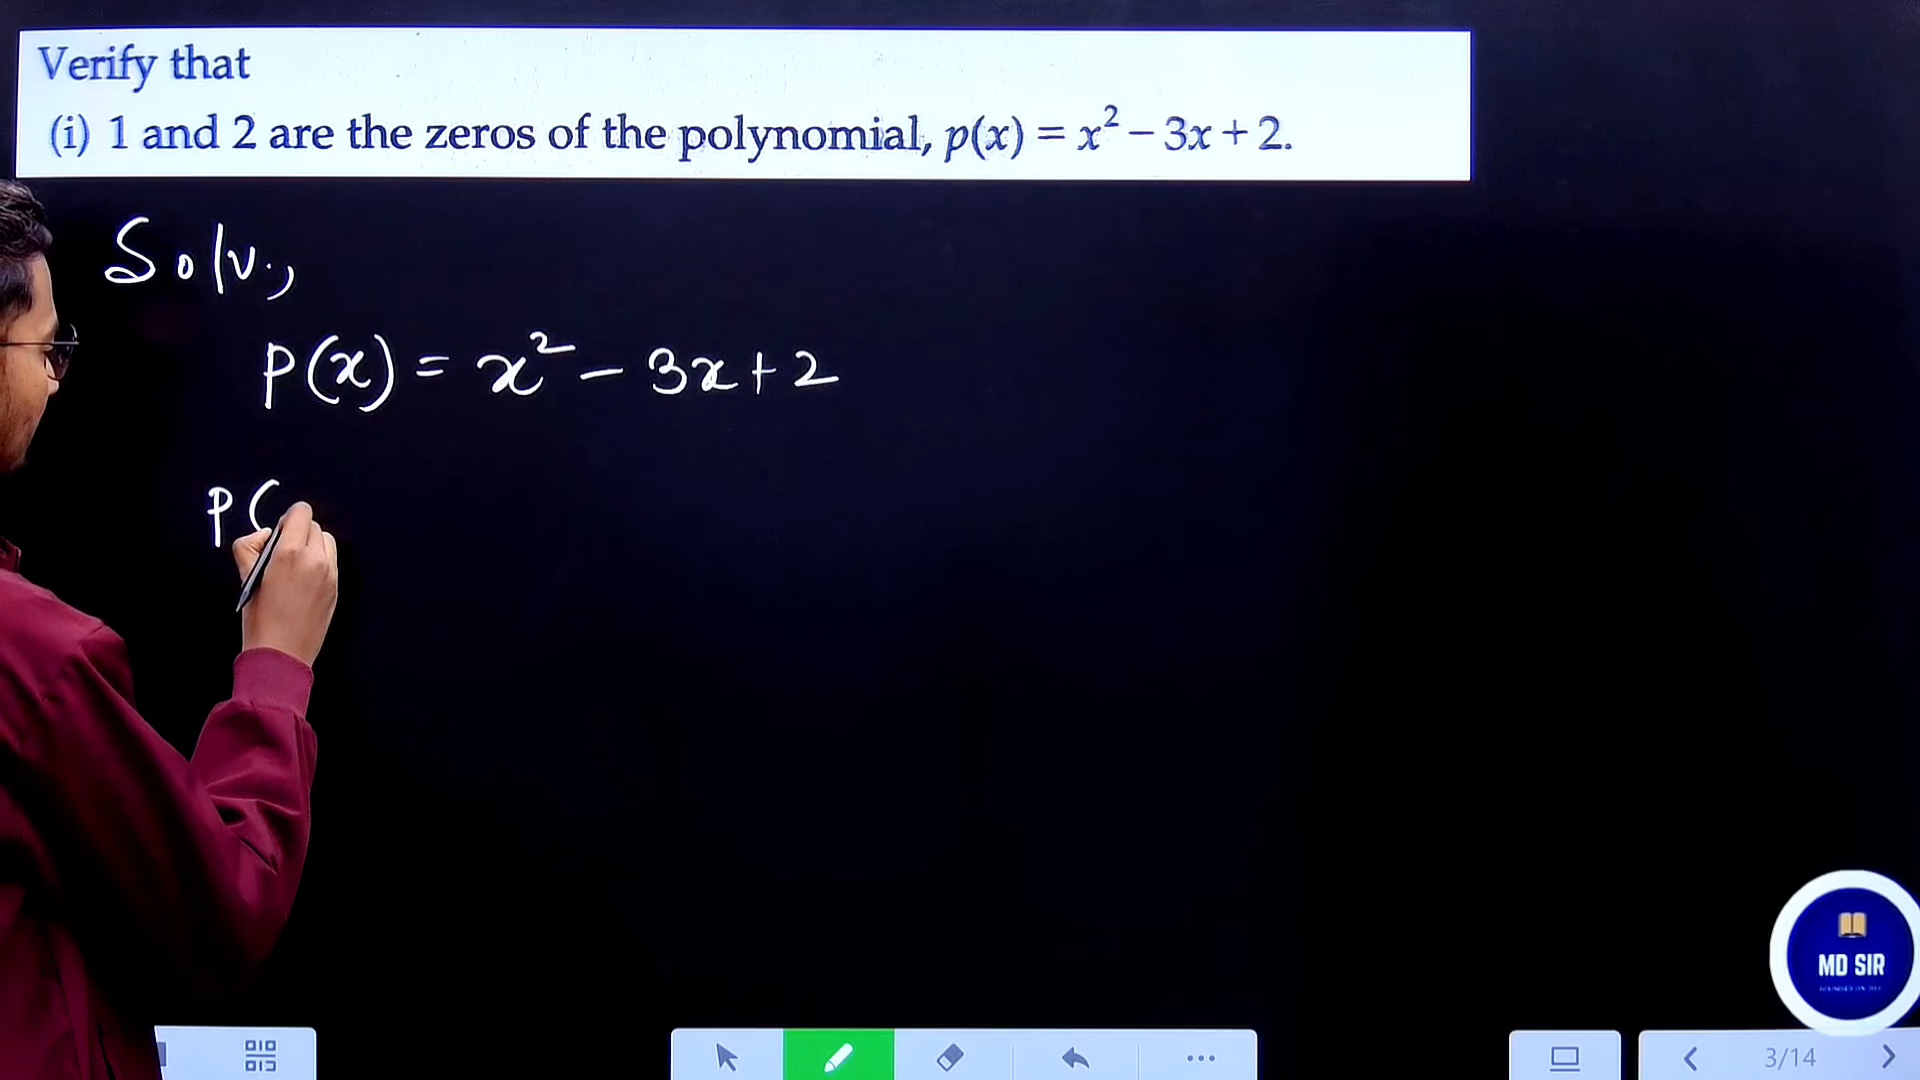 Verify that
(i) 1 and 2 are the zeros of the polynomial, p(x) = x² – 3x + 2.
Solⁿ.,
P(x) = x² – 3x + 2
P(
MD SIR
3/14